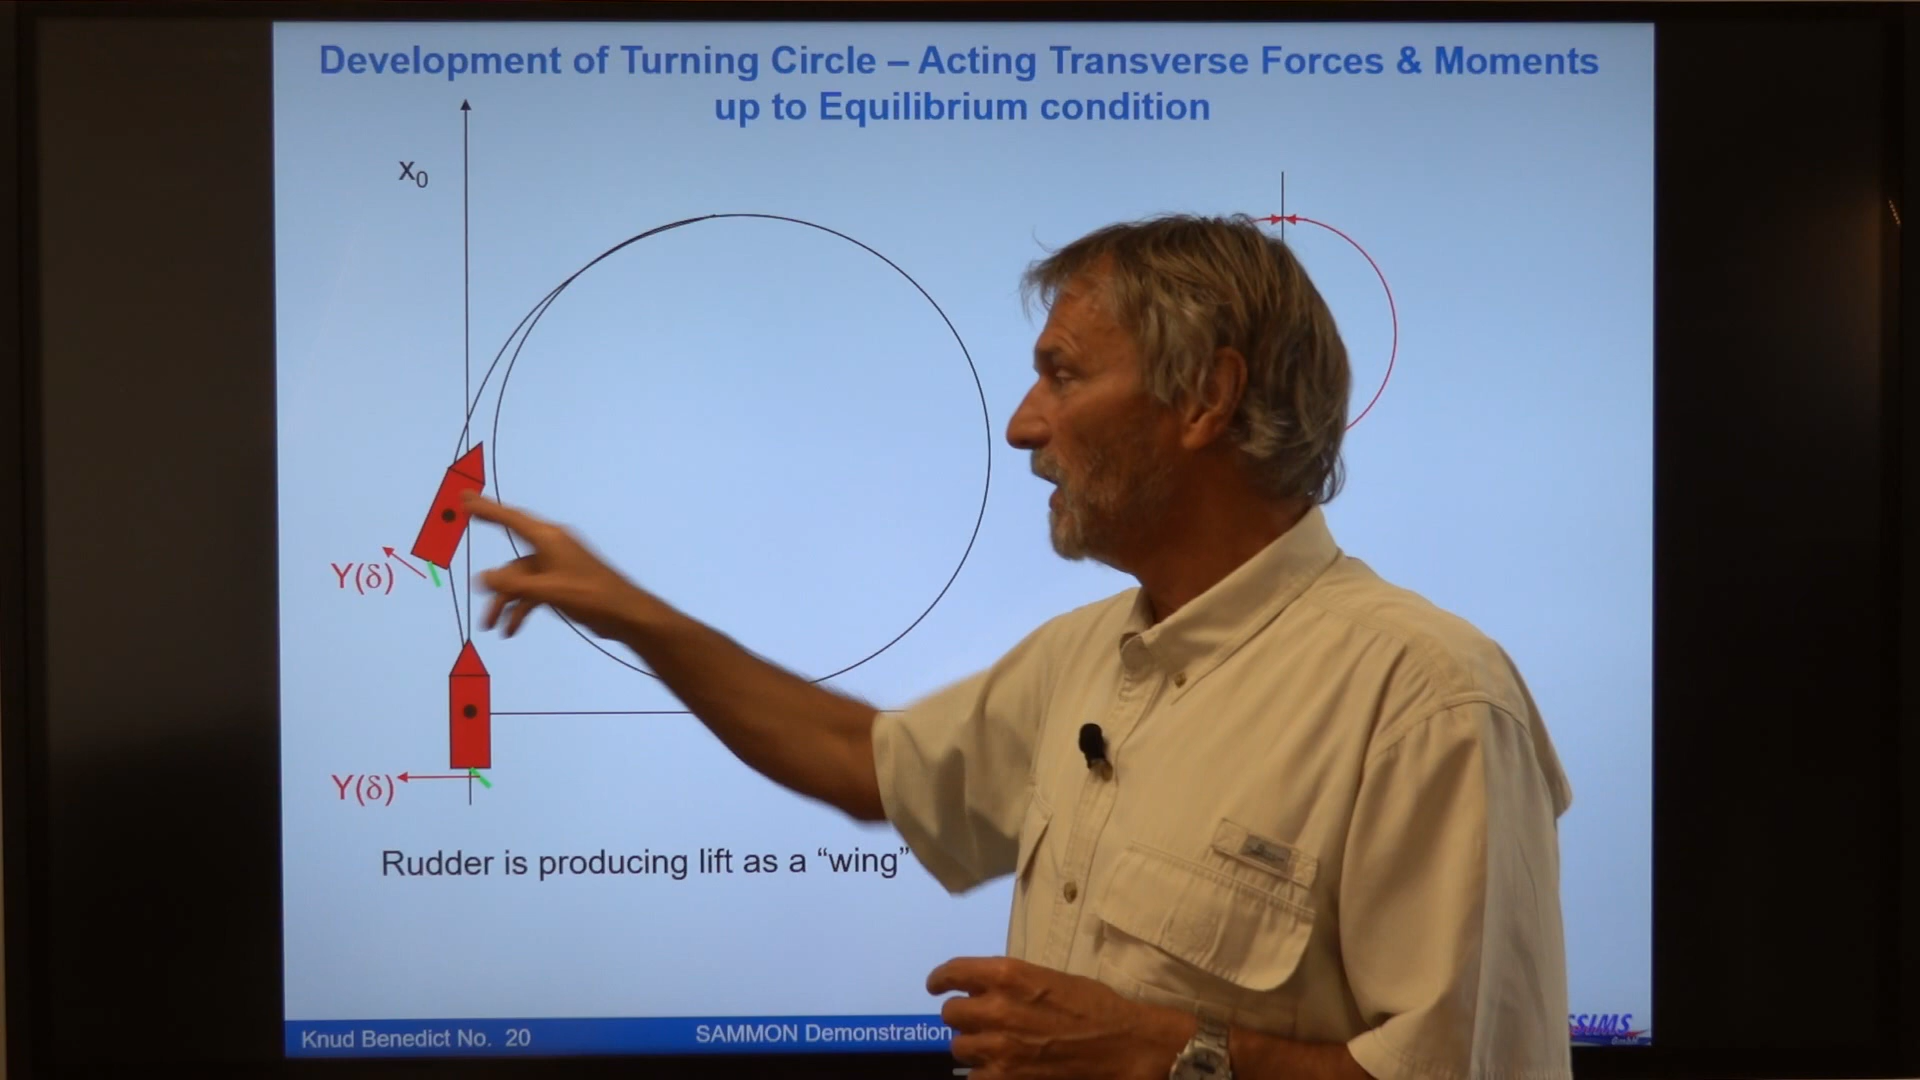 Development of Turning Circle – Acting Transverse Forces & Moments
up to Equilibrium condition
x₀
Y(δ)
Y(δ)
Rudder is producing lift as a “wing”
Knud Benedict No. 20
SAMMON Demonstration
GmbH